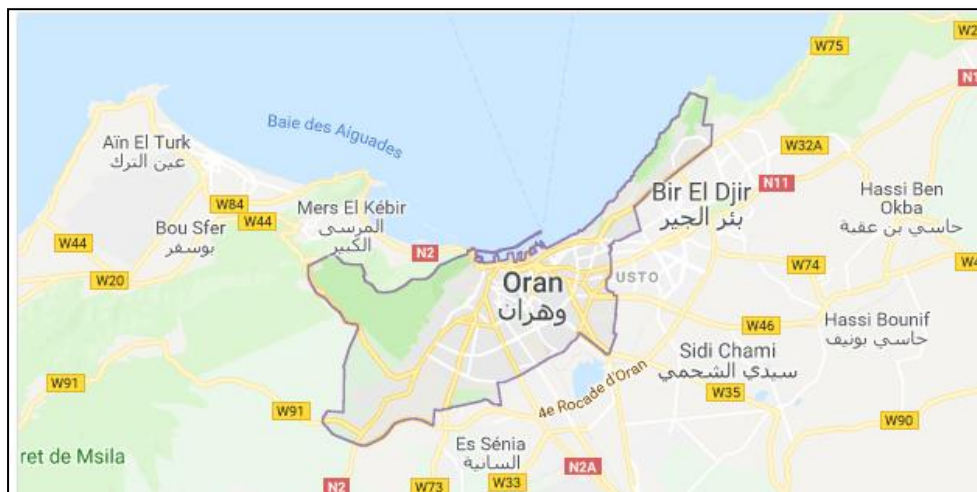 W75
W2
N1
Baie des Aiguades
Aïn El Turk
عين الترك
W32A
N11
W84
Bir El Djir
بئر الجير
Hassi Ben
Okba
حاسي بن عقبة
Mers El Kébir
المرسى
الكبير
W44
Bou Sfer
بوسفر
W44
N2
W20
Oran
وهران
USTO
W74
W4
W46
Hassi Bounif
حاسي بونيف
Sidi Chami
سيدي الشحمي
W91
W91
4e Rocade d'Oran
W35
W90
Es Sénia
السانية
ret de Msila
N2
W73
W33
N2A